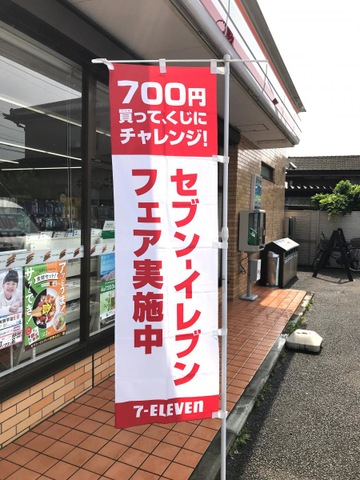 700円
買って、くじに
チャレンジ!
セブン-イレブン
フェア実施中
7-ELEVEN